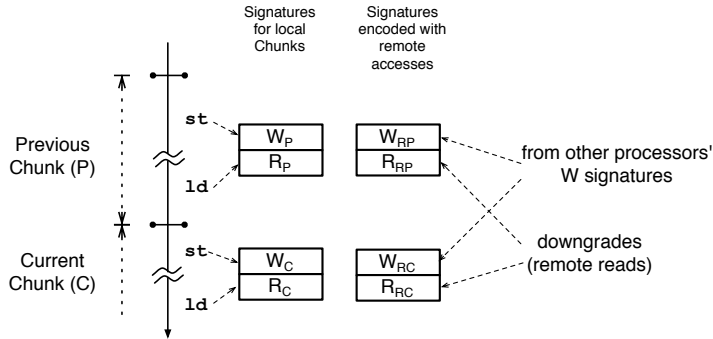 Signatures
for local
Chunks
Signatures
encoded with
remote
accesses
st
W_P
W_RP
Previous
Chunk (P)
R_P
R_RP
from other processors'
W signatures
ld
st
downgrades
(remote reads)
Current
Chunk (C)
W_C
W_RC
R_C
R_RC
ld